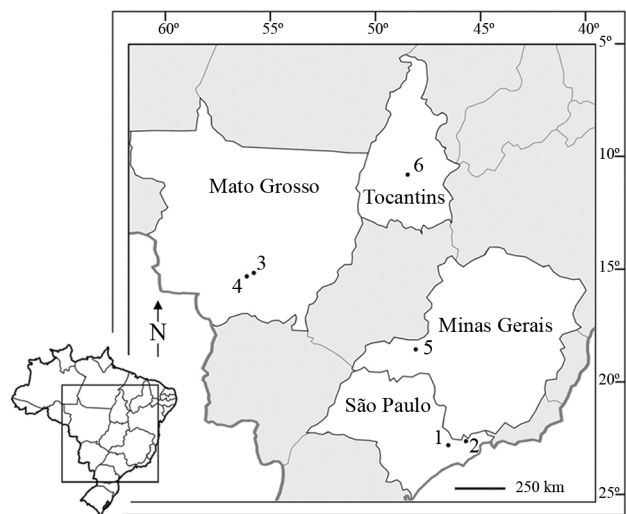 60º 55º 50º 45º 40º
5º
10º
6
Mato Grosso
Tocantins
3
15º
4
N
Minas Gerais
5
20º
São Paulo
1 2
250 km
25º